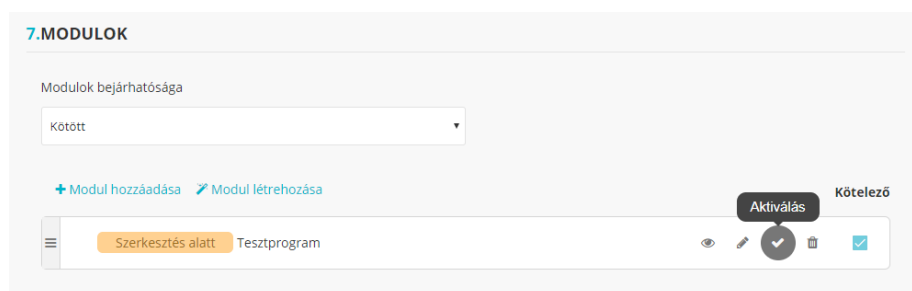 7.MODULOK
Modulok bejárhatósága
Kötött
Modul hozzáadása Modul létrehozása
Kötelező
Aktiválás
Szerkesztés alatt Tesztprogram